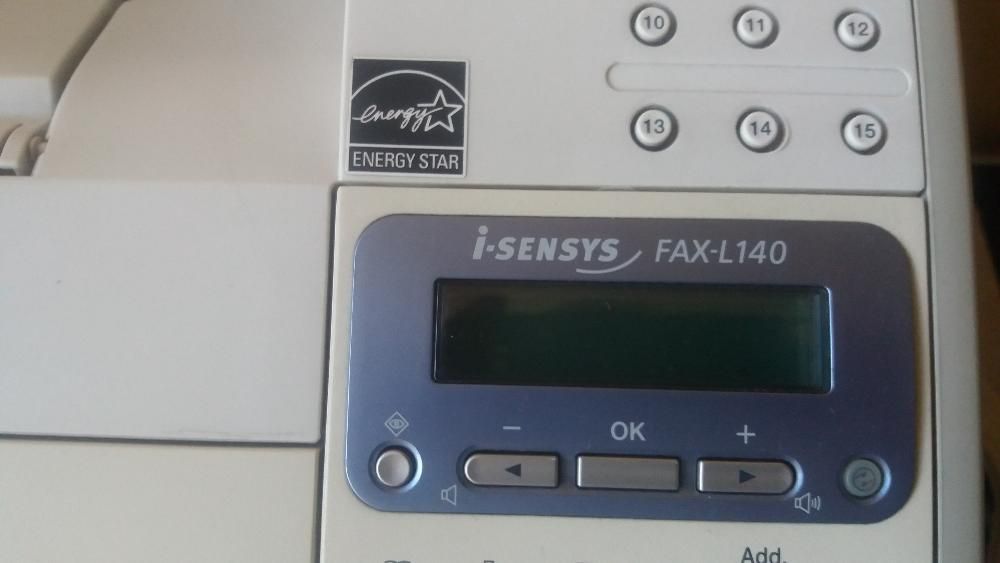 10 11 12
energy
ENERGY STAR
13 14 15
i-SENSYS FAX-L140
- OK +
Add.